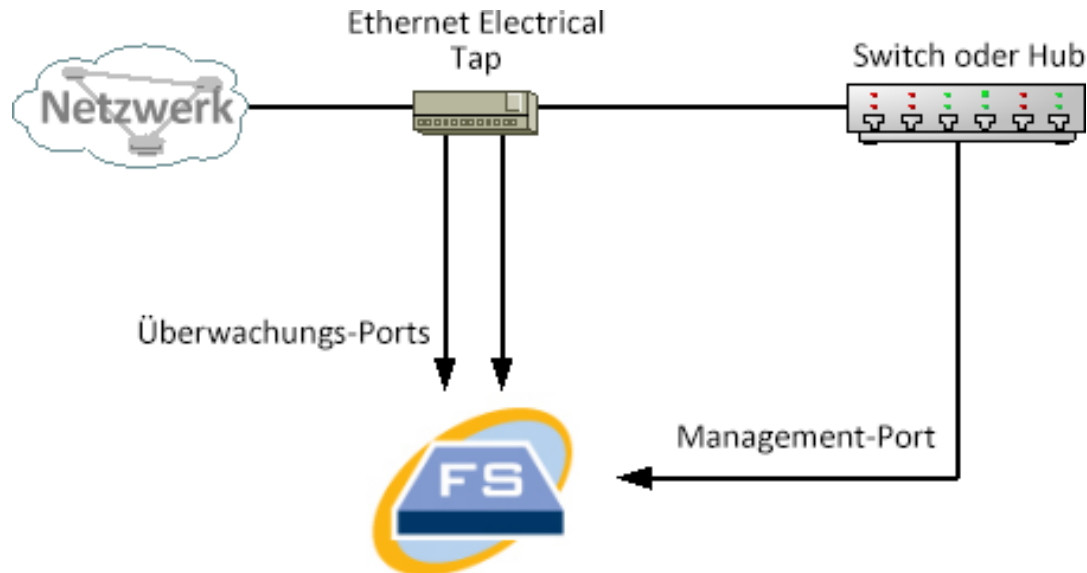 Ethernet Electrical
Tap
Switch oder Hub
Netzwerk
Überwachungs-Ports
Management-Port
FS